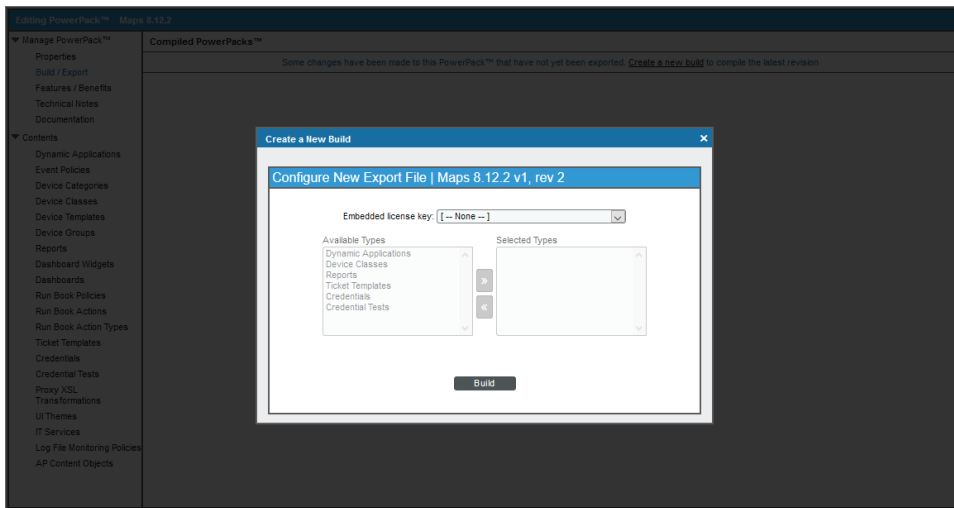 Editing PowerPack™ Maps 8.12.2
Manage PowerPack™
Properties
Build / Export
Features / Benefits
Technical Notes
Documentation
Contents
Dynamic Applications
Event Policies
Device Categories
Device Classes
Device Templates
Device Groups
Reports
Dashboard Widgets
Dashboards
Run Book Policies
Run Book Actions
Run Book Action Types
Ticket Templates
Credentials
Credential Tests
Proxy XSL
Transformations
UI Themes
IT Services
Log File Monitoring Policies
AP Content Objects
Compiled PowerPacks™
Some changes have been made to this PowerPack™ that have not yet been exported. Create a new build to compile the latest revision
Create a New Build
Configure New Export File | Maps 8.12.2 v1, rev 2
Embedded license key: [ -- None -- ]
Available Types
Dynamic Applications
Device Classes
Reports
Ticket Templates
Credentials
Credential Tests
Selected Types
»
«
Build